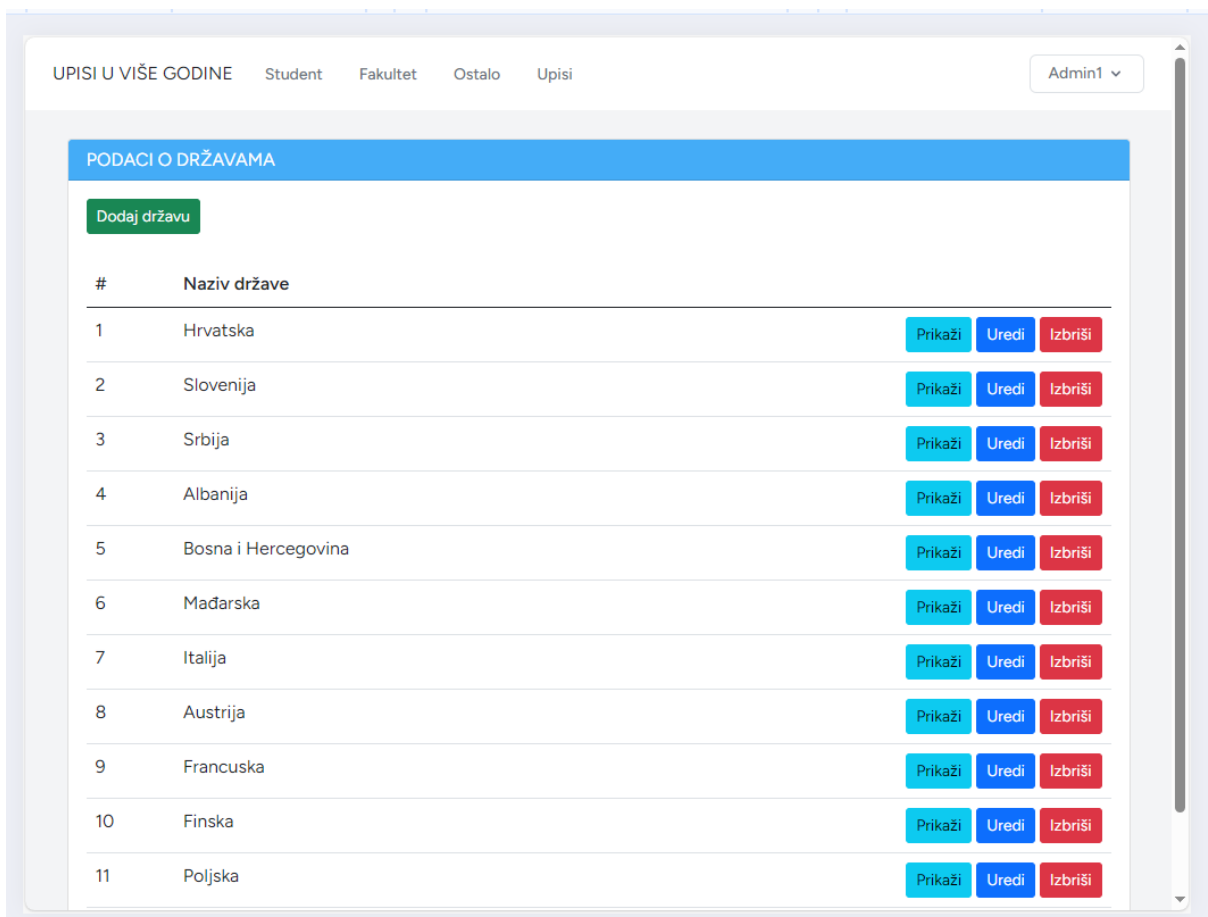 UPISI U VIŠE GODINE Student Fakultet Ostalo Upisi Admin1
PODACI O DRŽAVAMA
Dodaj državu
# Naziv države
1 Hrvatska Prikaži Uredi Izbriši
2 Slovenija Prikaži Uredi Izbriši
3 Srbija Prikaži Uredi Izbriši
4 Albanija Prikaži Uredi Izbriši
5 Bosna i Hercegovina Prikaži Uredi Izbriši
6 Mađarska Prikaži Uredi Izbriši
7 Italija Prikaži Uredi Izbriši
8 Austrija Prikaži Uredi Izbriši
9 Francuska Prikaži Uredi Izbriši
10 Finska Prikaži Uredi Izbriši
11 Poljska Prikaži Uredi Izbriši